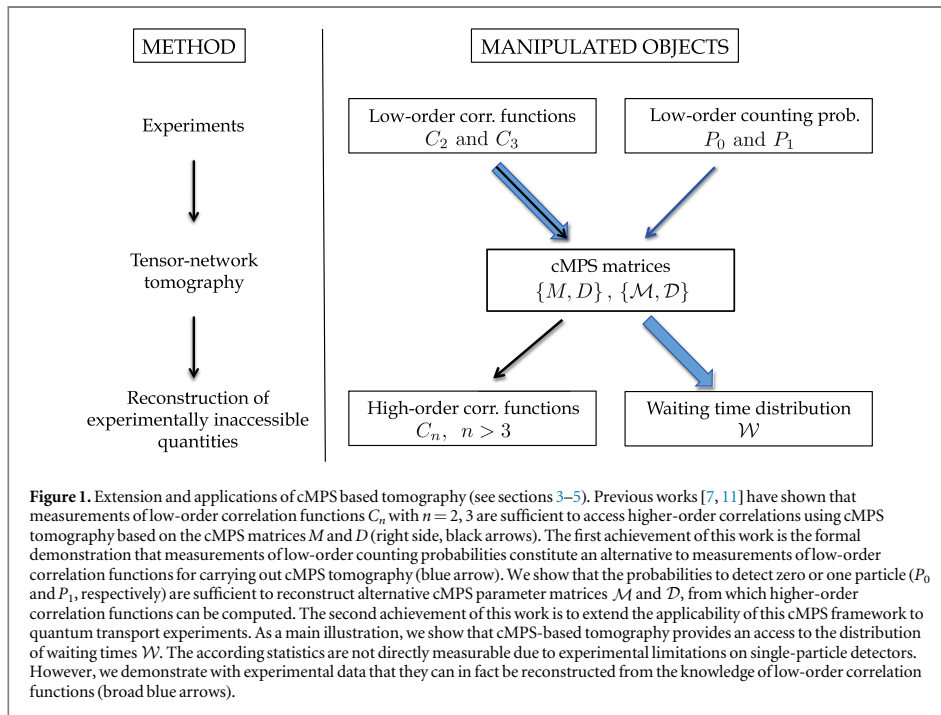 METHOD
MANIPULATED OBJECTS
Experiments
Low-order corr. functions
C₂ and C₃
Low-order counting prob.
P₀ and P₁
Tensor-network
tomography
cMPS matrices
{M, D} , {ℳ, 𝒟}
Reconstruction of
experimentally inaccessible
quantities
High-order corr. functions
Cₙ, n > 3
Waiting time distribution
𝒲
Figure 1. Extension and applications of cMPS based tomography (see sections 3–5). Previous works [7, 11] have shown that
measurements of low-order correlation functions Cₙ with n = 2, 3 are sufficient to access higher-order correlations using cMPS
tomography based on the cMPS matrices M and D (right side, black arrows). The first achievement of this work is the formal
demonstration that measurements of low-order counting probabilities constitute an alternative to measurements of low-order
correlation functions for carrying out cMPS tomography (blue arrow). We show that the probabilities to detect zero or one particle (P₀
and P₁, respectively) are sufficient to reconstruct alternative cMPS parameter matrices ℳ and 𝒟, from which higher-order
correlation functions can be computed. The second achievement of this work is to extend the applicability of this cMPS framework to
quantum transport experiments. As a main illustration, we show that cMPS-based tomography provides an access to the distribution
of waiting times 𝒲. The according statistics are not directly measurable due to experimental limitations on single-particle detectors.
However, we demonstrate with experimental data that they can in fact be reconstructed from the knowledge of low-order correlation
functions (broad blue arrows).